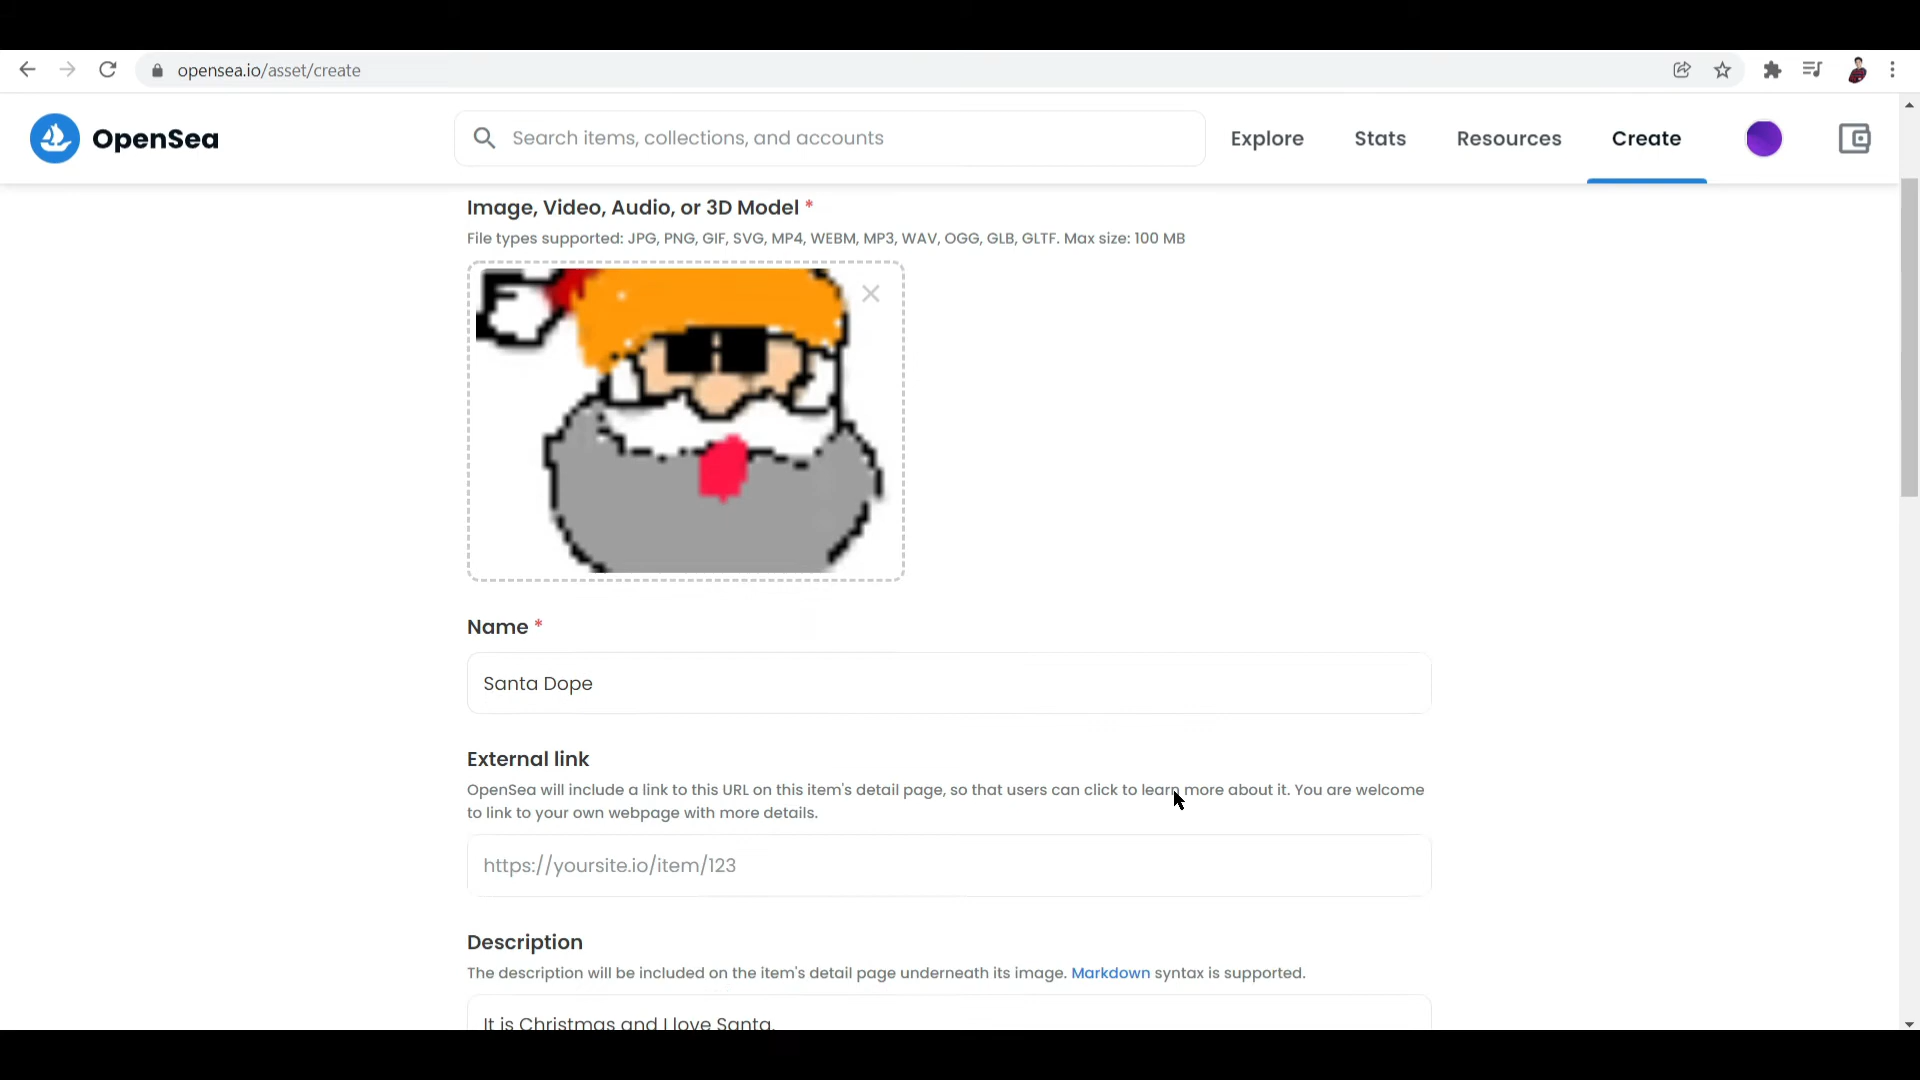 opensea.io/asset/create
OpenSea
Search items, collections, and accounts
Explore
Stats
Resources
Create
Image, Video, Audio, or 3D Model *
File types supported: JPG, PNG, GIF, SVG, MP4, WEBM, MP3, WAV, OGG, GLB, GLTF. Max size: 100 MB
Name *
Santa Dope
External link
OpenSea will include a link to this URL on this item's detail page, so that users can click to learn more about it. You are welcome
to link to your own webpage with more details.
https://yoursite.io/item/123
Description
The description will be included on the item's detail page underneath its image. Markdown syntax is supported.
It is Christmas and I love Santa.